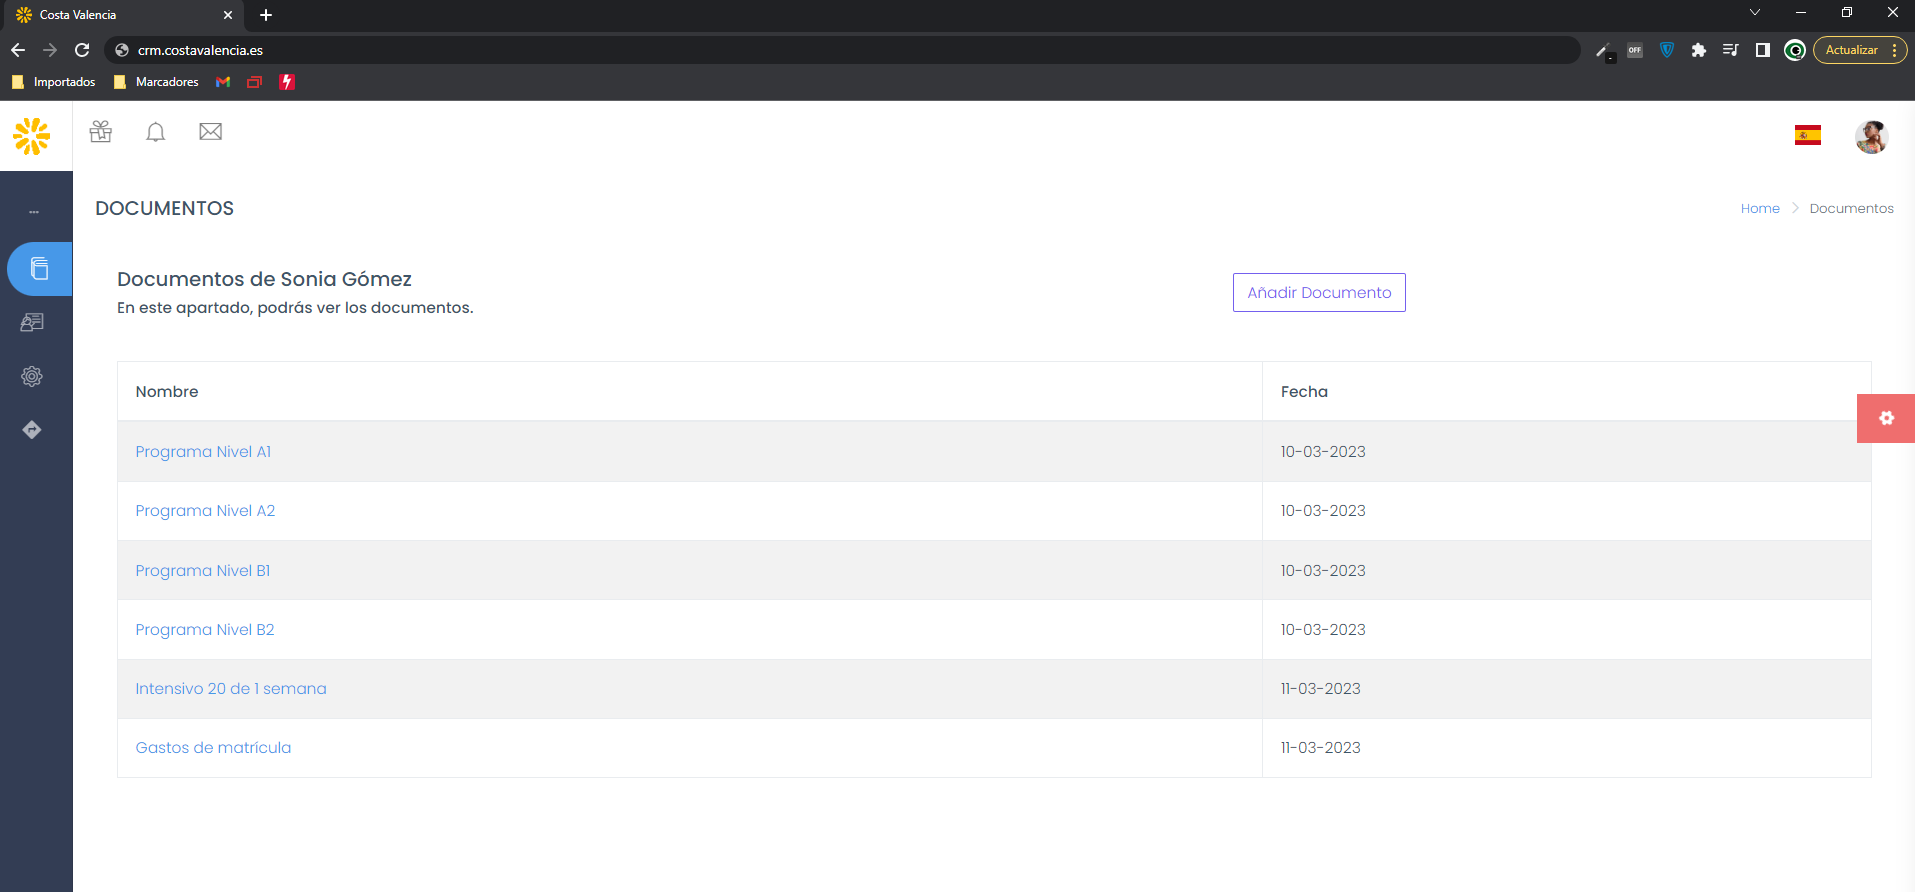 Costa Valencia
crm.costavalencia.es
OFF
Actualizar
Importados
Marcadores
DOCUMENTOS
Home > Documentos
Documentos de Sonia Gómez
En este apartado, podrás ver los documentos.
Añadir Documento
Nombre Fecha
Programa Nivel A1 10-03-2023
Programa Nivel A2 10-03-2023
Programa Nivel B1 10-03-2023
Programa Nivel B2 10-03-2023
Intensivo 20 de 1 semana 11-03-2023
Gastos de matrícula 11-03-2023